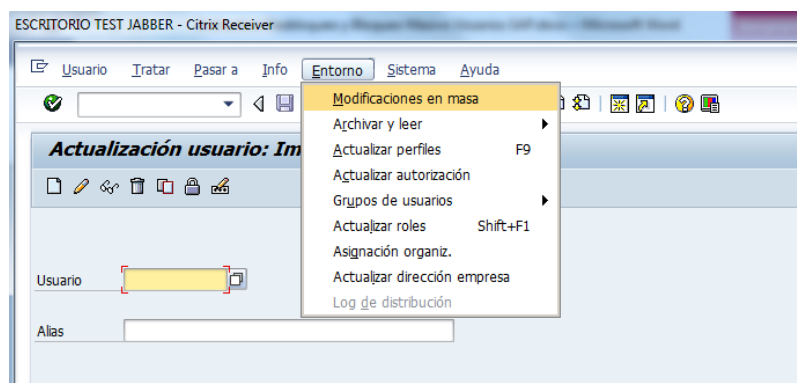 ESCRITORIO TEST JABBER - Citrix Receiver
Usuario Tratar Pasar a Info Entorno Sistema Ayuda
Modificaciones en masa
Archivar y leer
Actualizar perfiles F9
Actualizar autorización
Grupos de usuarios
Actualizar roles Shift+F1
Asignación organiz.
Actualizar dirección empresa
Log de distribución
Actualización usuario: Im
Usuario
Alias